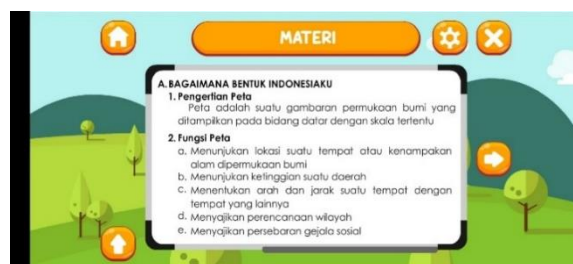 MATERI
A. BAGAIMANA BENTUK INDONESIAKU
1. Pengertian Peta
Peta adalah suatu gambaran permukaan bumi yang
ditampilkan pada bidang datar dengan skala tertentu
2. Fungsi Peta
a. Menunjukan lokasi suatu tempat atau kenampakan
alam dipermukaan bumi
b. Menunjukan ketinggian suatu daerah
c. Menentukan arah dan jarak suatu tempat dengan
tempat yang lainnya
d. Menyajikan perencanaan wilayah
e. Menyajikan persebaran gejala sosial